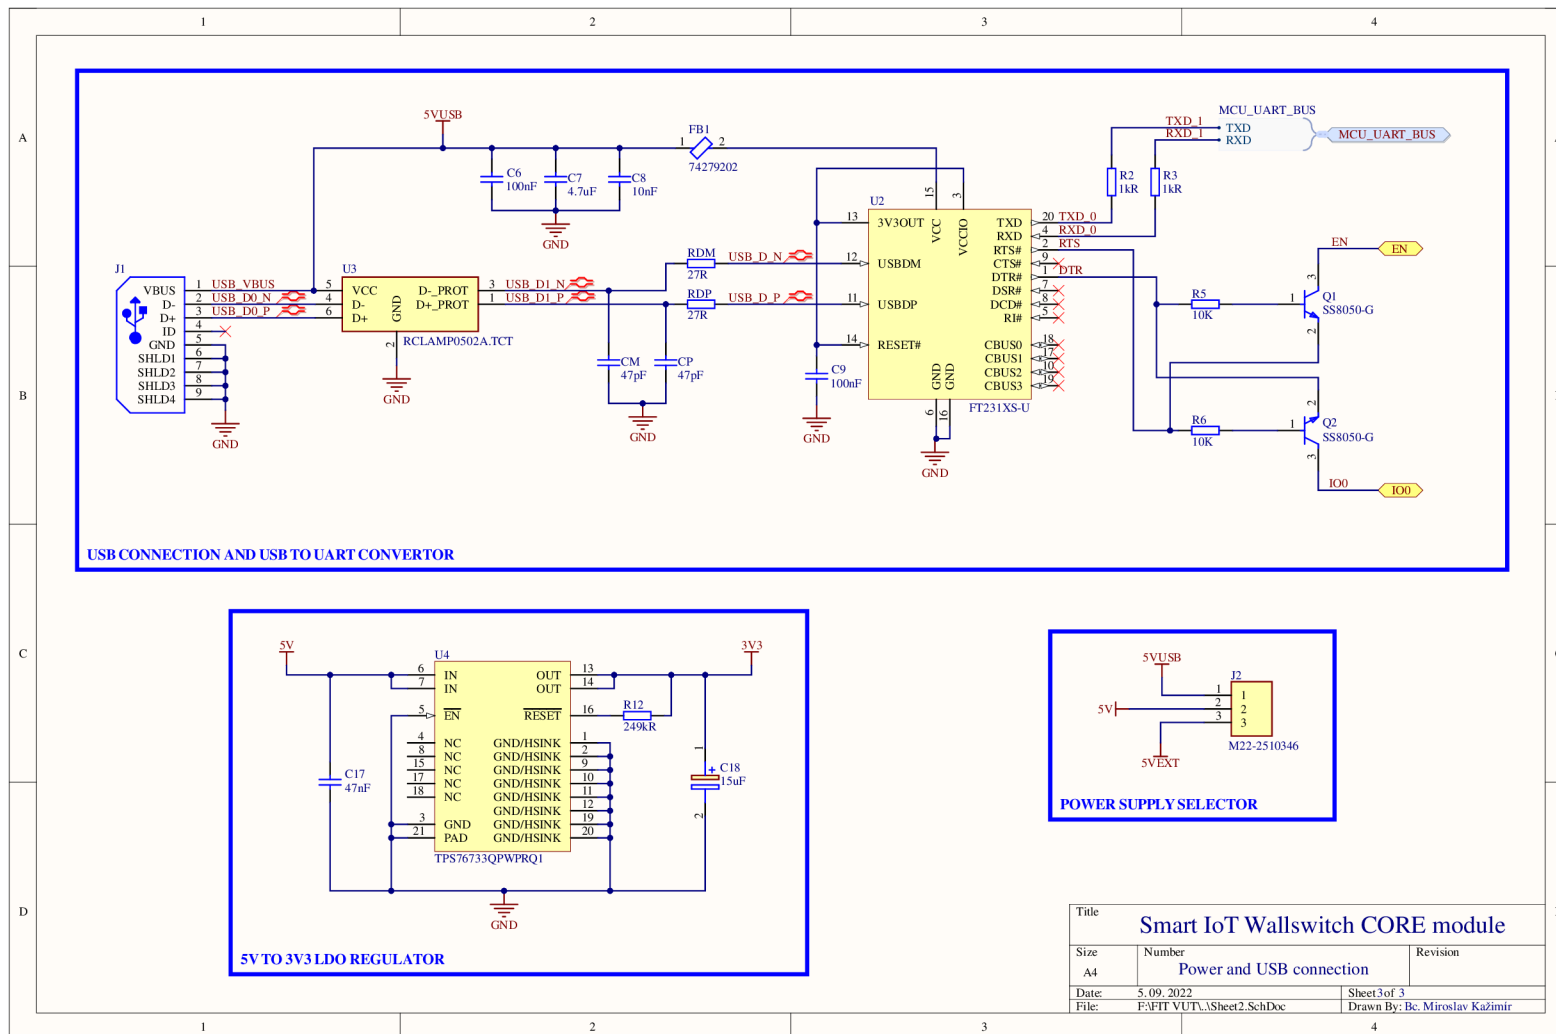 1 2 3 4
A
B
C
D
5VUSB
C6
100nF
C7
4.7uF
C8
10nF
GND
1 FB1 2
74279202
MCU_UART_BUS
TXD_1 TXD
RXD_1 RXD
MCU_UART_BUS
R2
1kR
R3
1kR
J1
VBUS 1 USB_VBUS
D- 2 USB_D0_N
D+ 3 USB_D0_P
ID 4
GND 5
SHLD1 6
SHLD2 7
SHLD3 8
SHLD4 9
GND
U3
5 VCC
4 D-
6 D+
GND
2
D-_PROT 3 USB_D1_N
D+_PROT 1 USB_D1_P
RCLAMP0502A.TCT
GND
RDM
27R
USB_D_N
RDP
27R
USB_D_P
CM
47pF
CP
47pF
GND
C9
100nF
GND
U2
15 VCC
3 VCCIO
13 3V3OUT
12 USBDM
11 USBDP
14 RESET#
TXD 20 TXD_0
RXD 4 RXD_0
RTS# 2 RTS
CTS# 9
DTR# 1 DTR
DSR# 7
DCD# 8
RI# 5
CBUS0 18
CBUS1 17
CBUS2 10
CBUS3 19
GND 6
GND 16
FT231XS-U
GND
EN EN
R5
10K
1 Q1
SS8050-G
3
2
R6
10K
1 Q2
SS8050-G
2
3
IO0 IO0
USB CONNECTION AND USB TO UART CONVERTOR
5V
3V3
U4
6 IN
7 IN
5 EN
4 NC
8 NC
15 NC
17 NC
18 NC
3 GND
21 PAD
OUT 13
OUT 14
RESET 16
GND/HSINK 1
GND/HSINK 2
GND/HSINK 9
GND/HSINK 10
GND/HSINK 11
GND/HSINK 12
GND/HSINK 19
GND/HSINK 20
TPS76733QPWPRQ1
R12
249kR
C17
47nF
1
+ C18
15uF
2
GND
5V TO 3V3 LDO REGULATOR
5VUSB
5V
5VEXT
J2
1 1
2 2
3 3
M22-2510346
POWER SUPPLY SELECTOR
Title
Smart IoT Wallswitch CORE module
Size Number Revision
A4 Power and USB connection
Date: 5. 09. 2022 Sheet 3 of 3
File: F:\FIT VUT\..\Sheet2.SchDoc Drawn By: Bc. Miroslav Kažimír
1 2 3 4